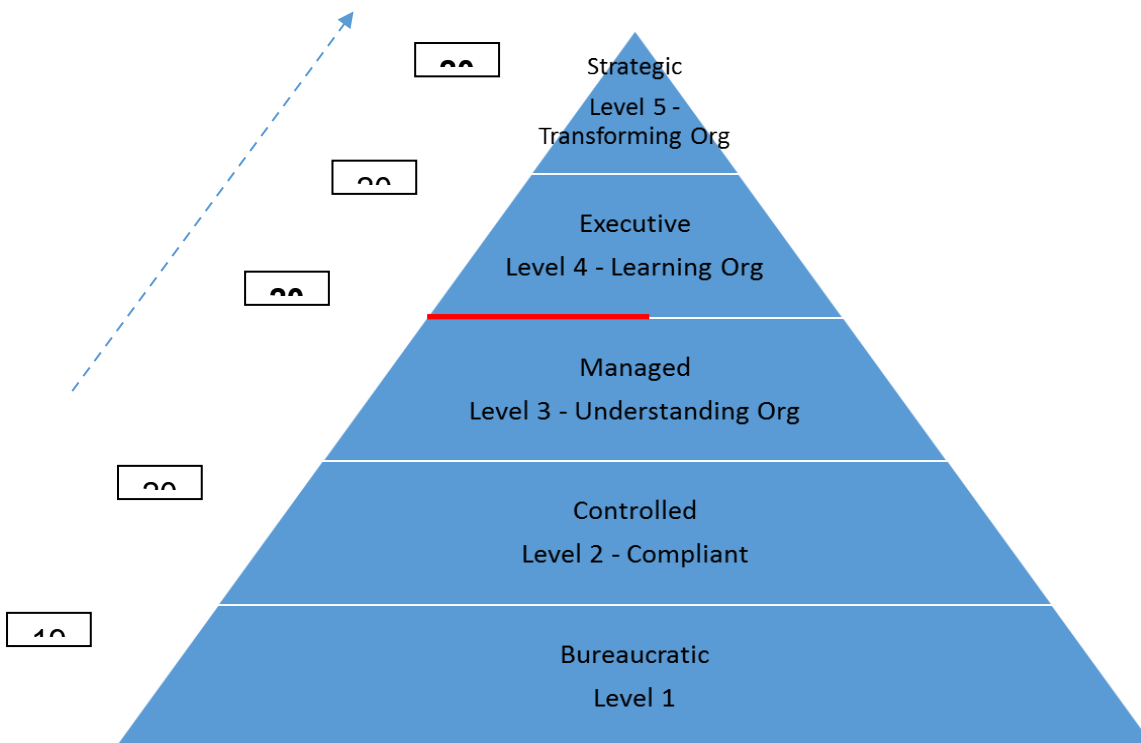 Strategic
Level 5 -
Transforming Org
Executive
Level 4 - Learning Org
Managed
Level 3 - Understanding Org
Controlled
Level 2 - Compliant
Bureaucratic
Level 1